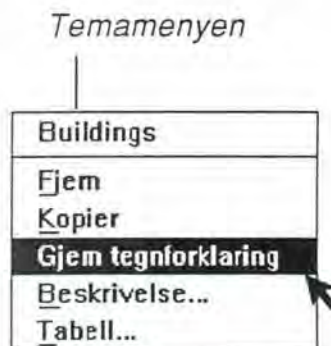 Temamenyen
Buildings
Fjern
Kopier
Gjem tegnforklaring
Beskrivelse...
Tabell...